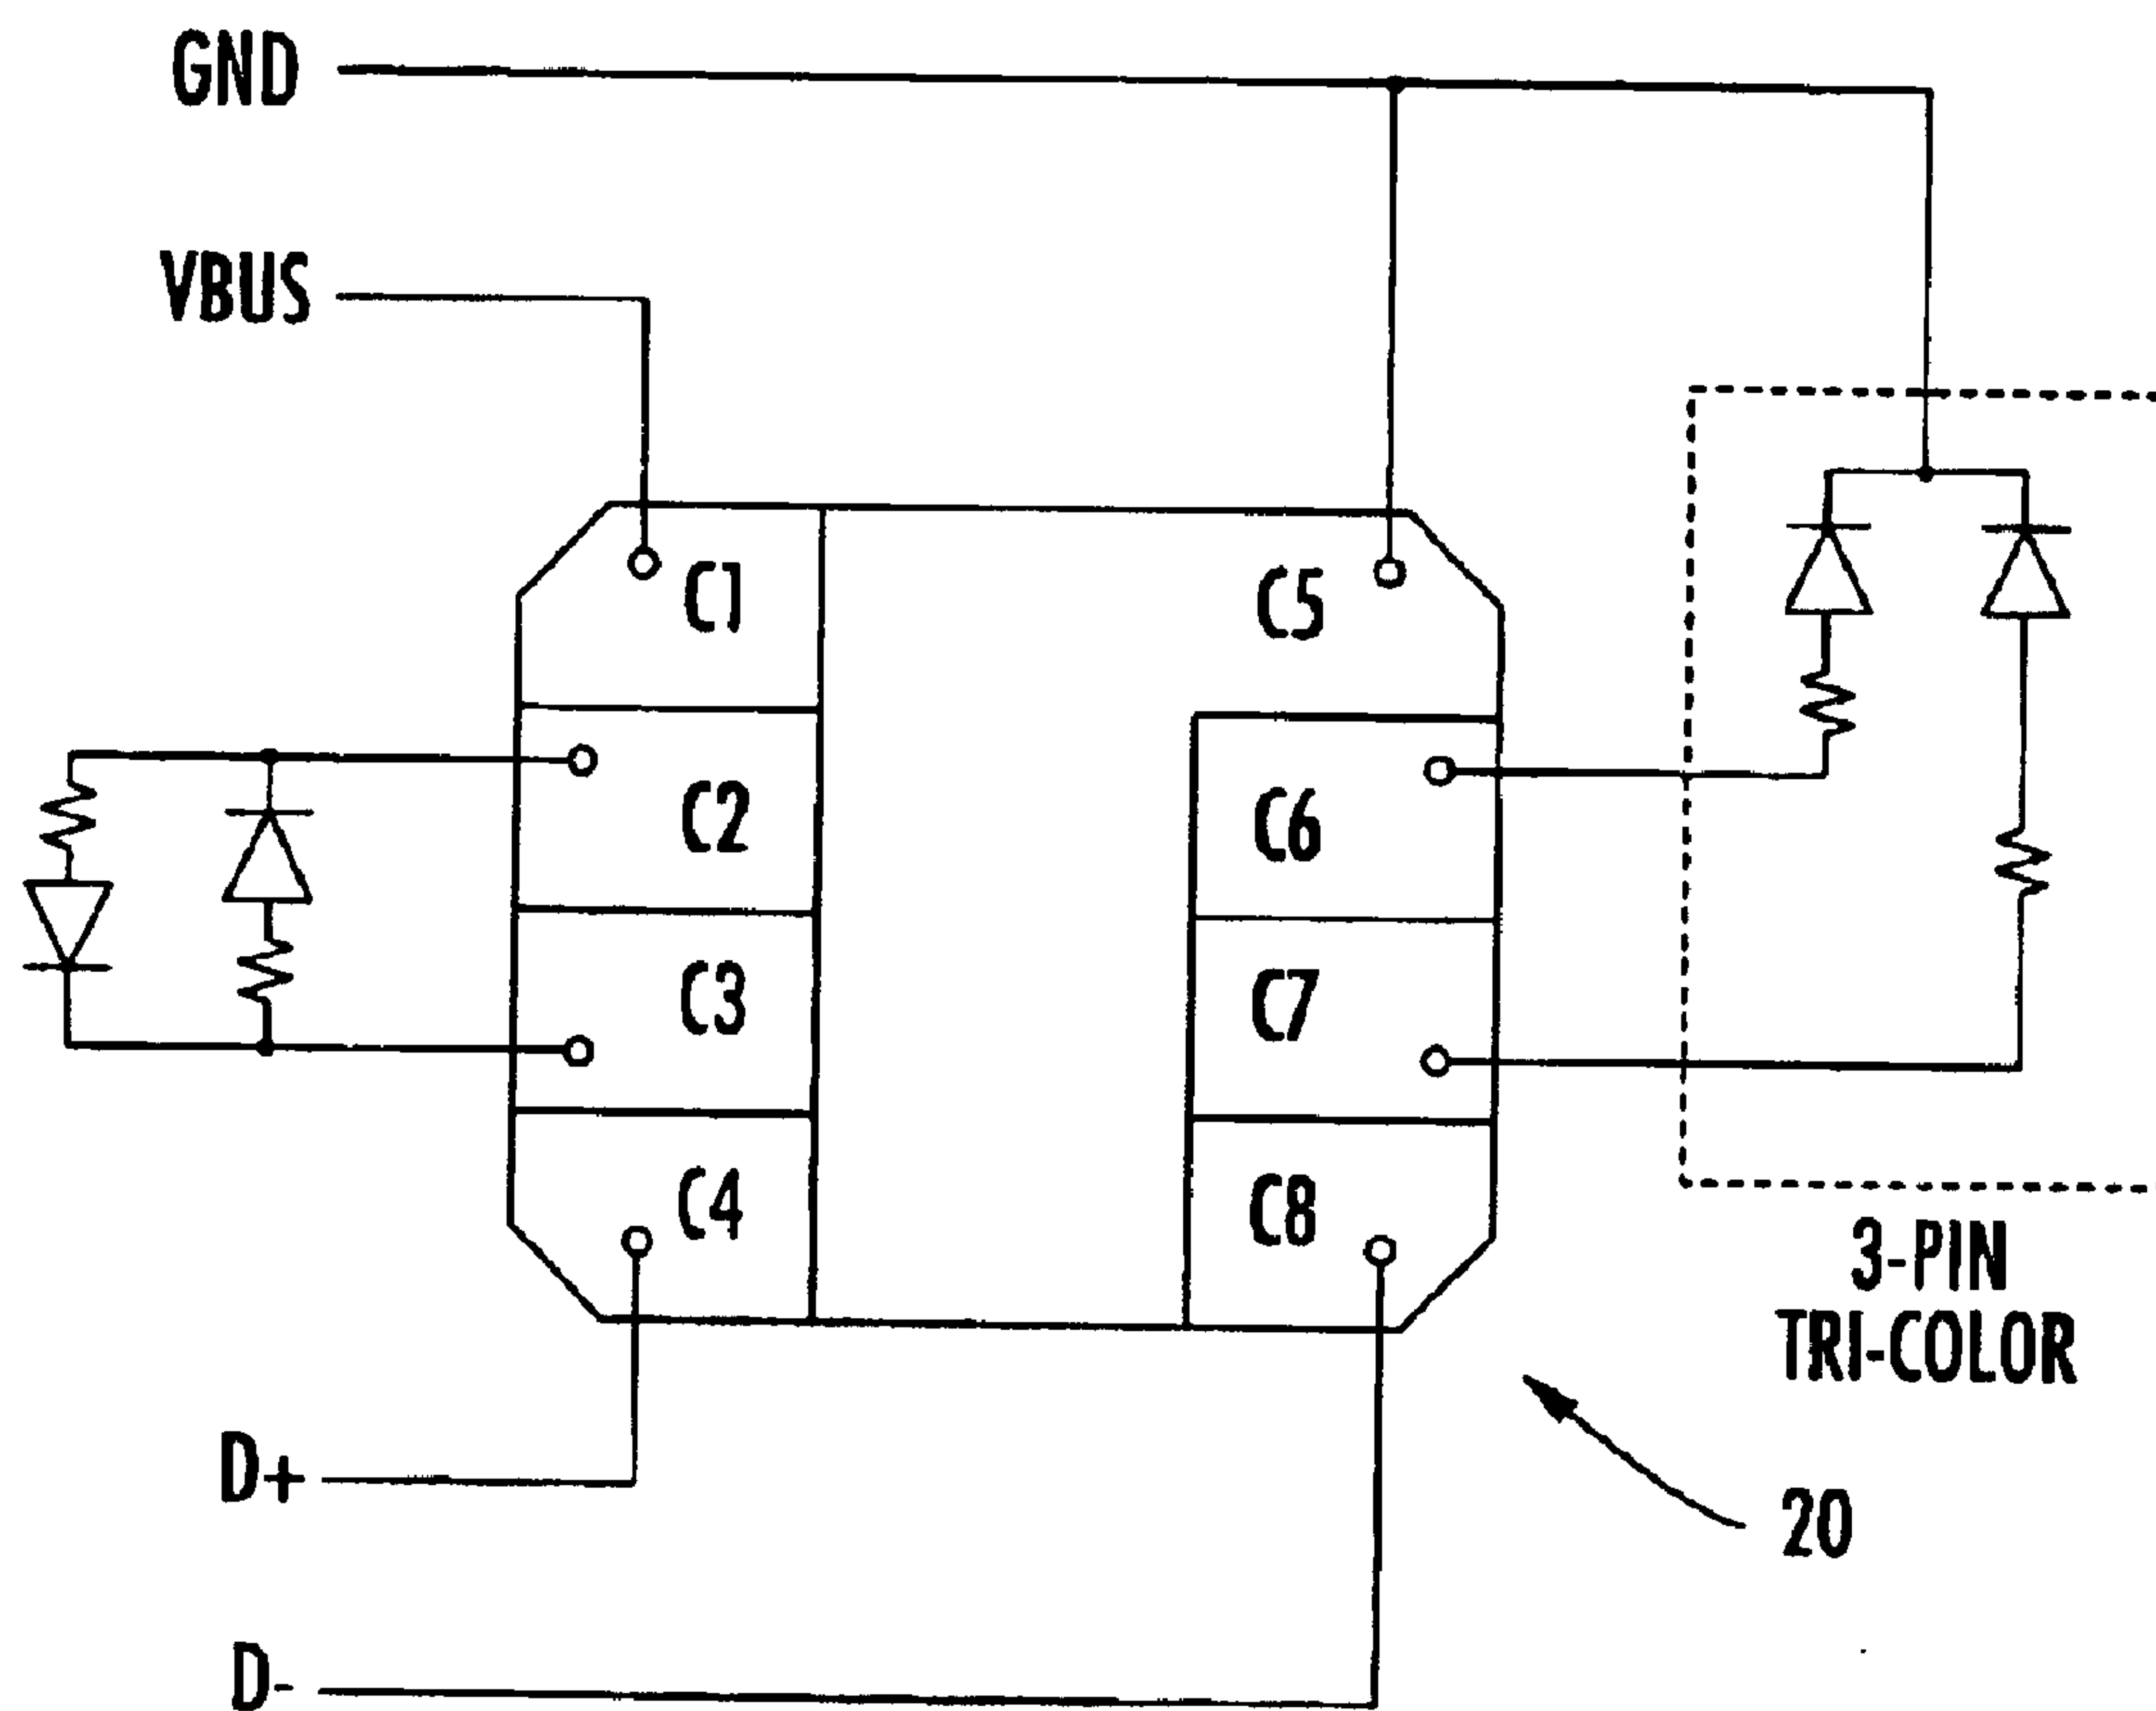 GND
VBUS
C1
C5
C2
C6
C3
C7
C4
C8
3-PIN
TRI-COLOR
D+
20
D-